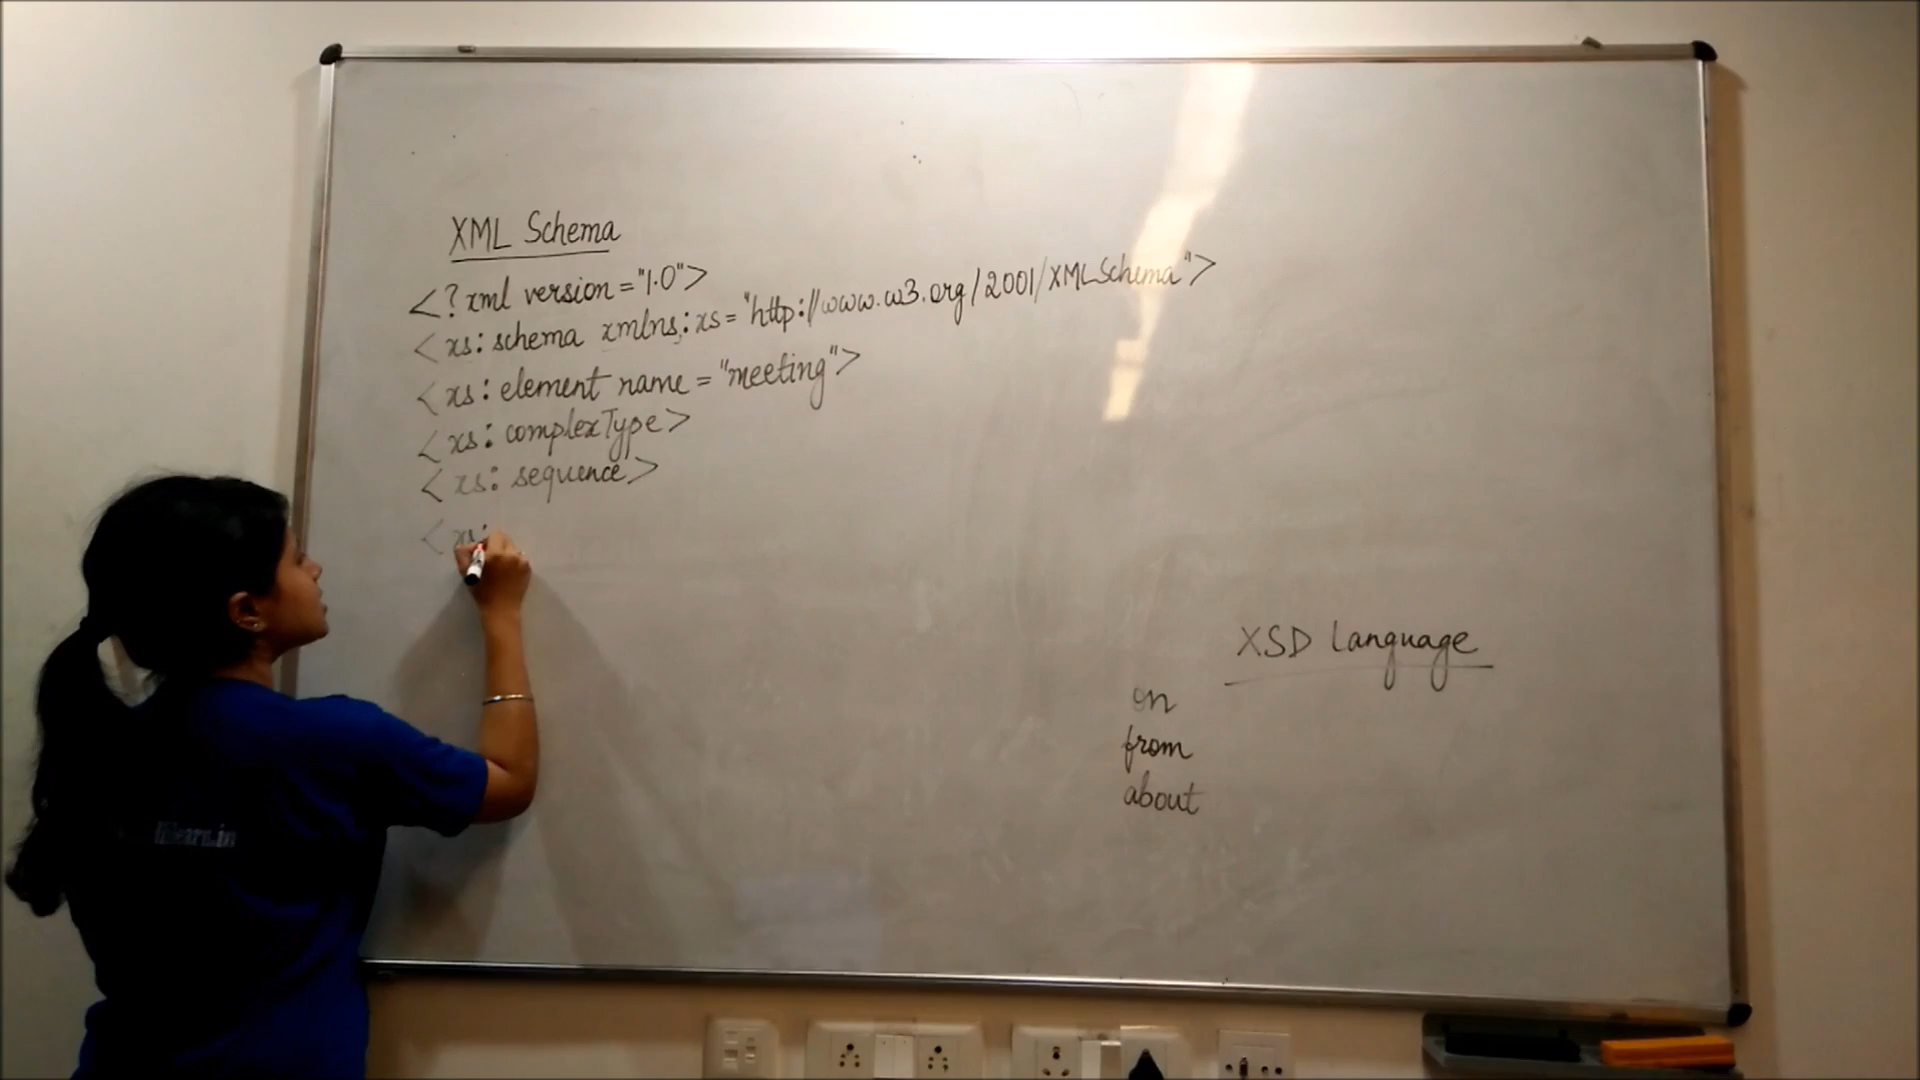 XML Schema
<?xml version="1.0">
<xs:schema xmlns:xs="http://www.w3.org/2001/XMLSchema">
<xs:element name="meeting">
<xs:complexType>
<xs:sequence>
<xs:
XSD Language
on
from
about